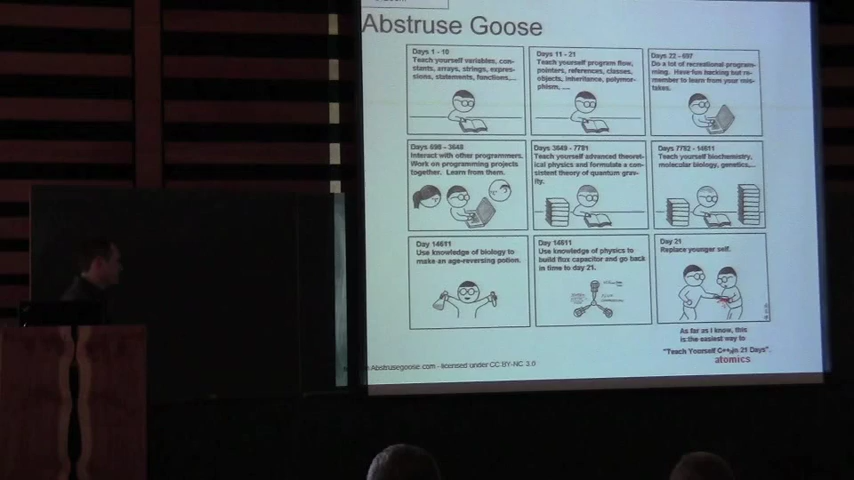 Abstruse Goose
Days 1 - 10
Teach yourself variables, con-
stants, arrays, strings, expres-
sions, statements, functions,...
Days 11 - 21
Teach yourself program flow,
pointers, references, classes,
objects, inheritance, polymor-
phism, ....
Days 22 - 697
Do a lot of recreational program-
ming. Have fun hacking but re-
member to learn from your mis-
takes.
Days 698 - 3648
Interact with other programmers.
Work on programming projects
together. Learn from them.
Days 3649 - 7781
Teach yourself advanced theoret-
ical physics and formulate a con-
sistent theory of quantum grav-
ity.
Days 7782 - 14611
Teach yourself biochemistry,
molecular biology, genetics,...
Day 14611
Use knowledge of biology to
make an age-reversing potion.
Day 14611
Use knowledge of physics to
build flux capacitor and go back
in time to day 21.
Day 21
Replace younger self.
As far as I know, this
is the easiest way to
"Teach Yourself C++ in 21 Days".
atomics
Abstrusegoose.com - licensed under CC BY-NC 3.0